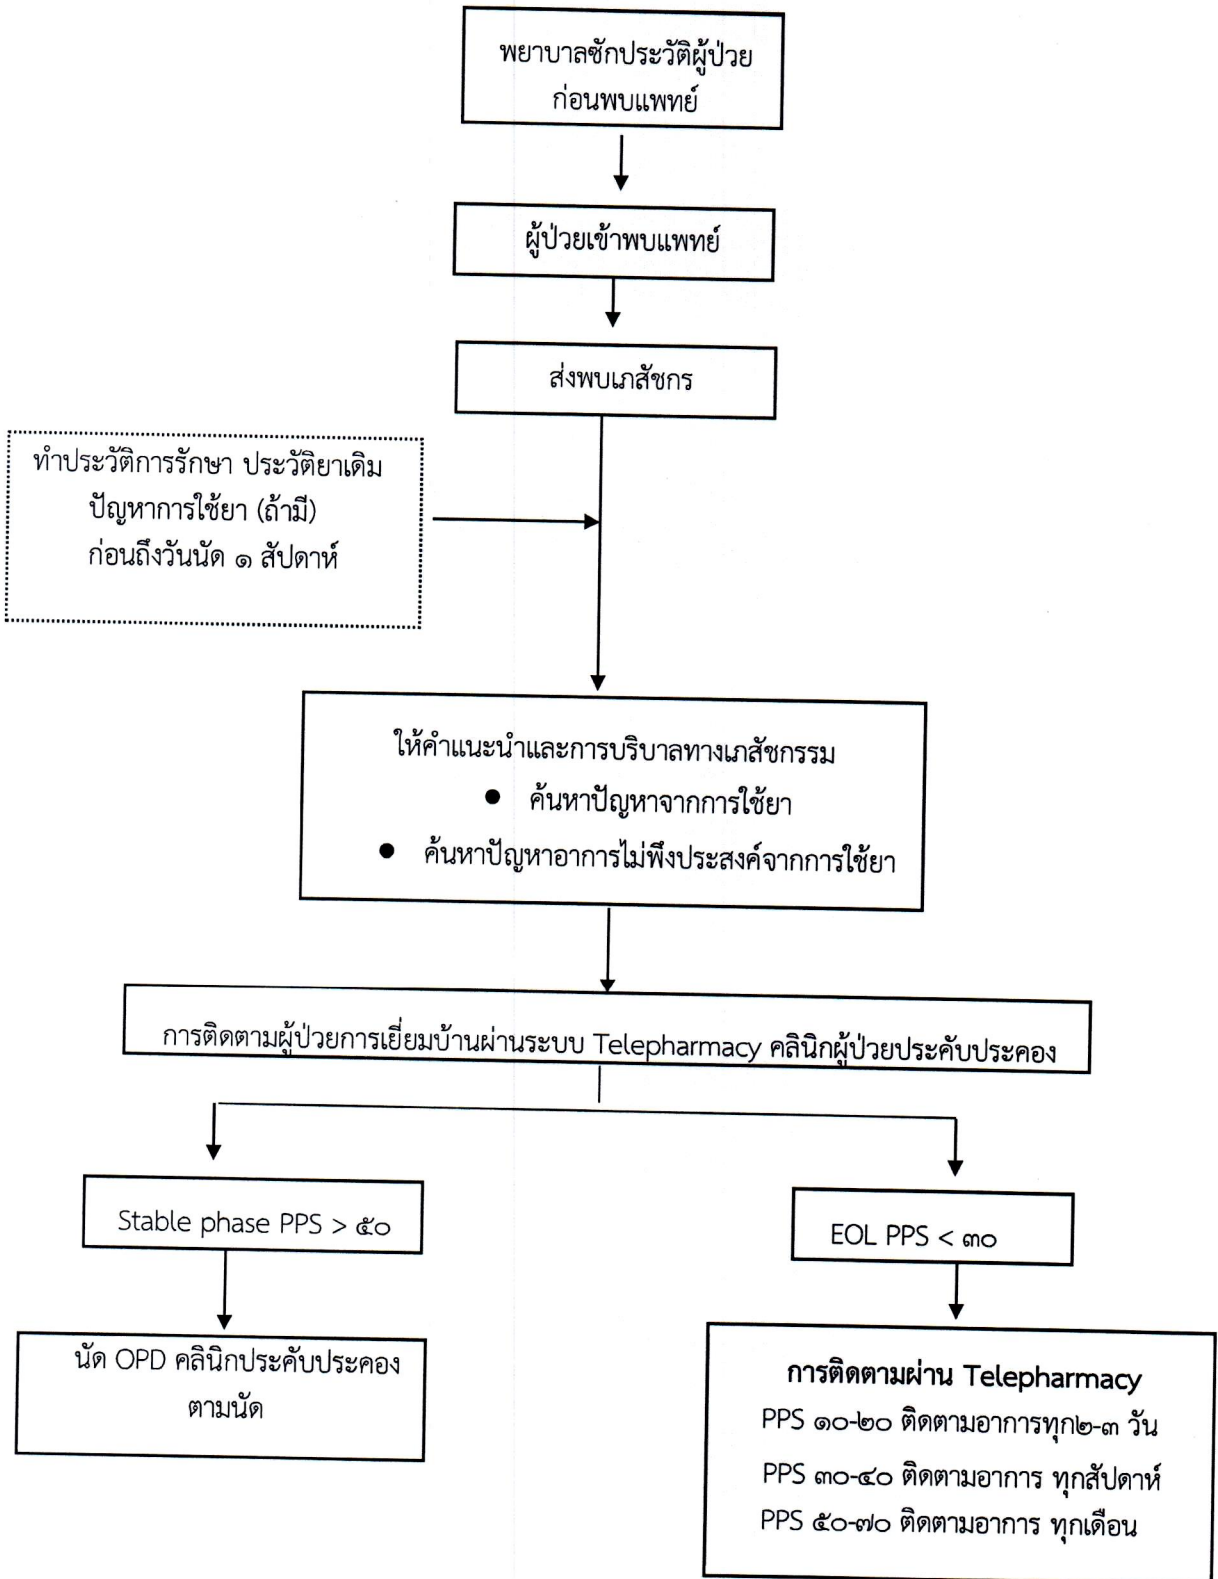 พยาบาลซักประวัติผู้ป่วย
ก่อนพบแพทย์
ผู้ป่วยเข้าพบแพทย์
ส่งพบเภสัชกร
ทำประวัติการรักษา ประวัติยาเดิม
ปัญหาการใช้ยา (ถ้ามี)
ก่อนถึงวันนัด ๑ สัปดาห์
ให้คำแนะนำและการบริบาลทางเภสัชกรรม
● ค้นหาปัญหาจากการใช้ยา
● ค้นหาปัญหาอาการไม่พึงประสงค์จากการใช้ยา
การติดตามผู้ป่วยการเยี่ยมบ้านผ่านระบบ Telepharmacy คลินิกผู้ป่วยประคับประคอง
Stable phase PPS > ๕๐
EOL PPS < ๓๐
นัด OPD คลินิกประคับประคอง
ตามนัด
การติดตามผ่าน Telepharmacy
PPS ๑๐-๒๐ ติดตามอาการทุก๒-๓ วัน
PPS ๓๐-๔๐ ติดตามอาการ ทุกสัปดาห์
PPS ๕๐-๗๐ ติดตามอาการ ทุกเดือน